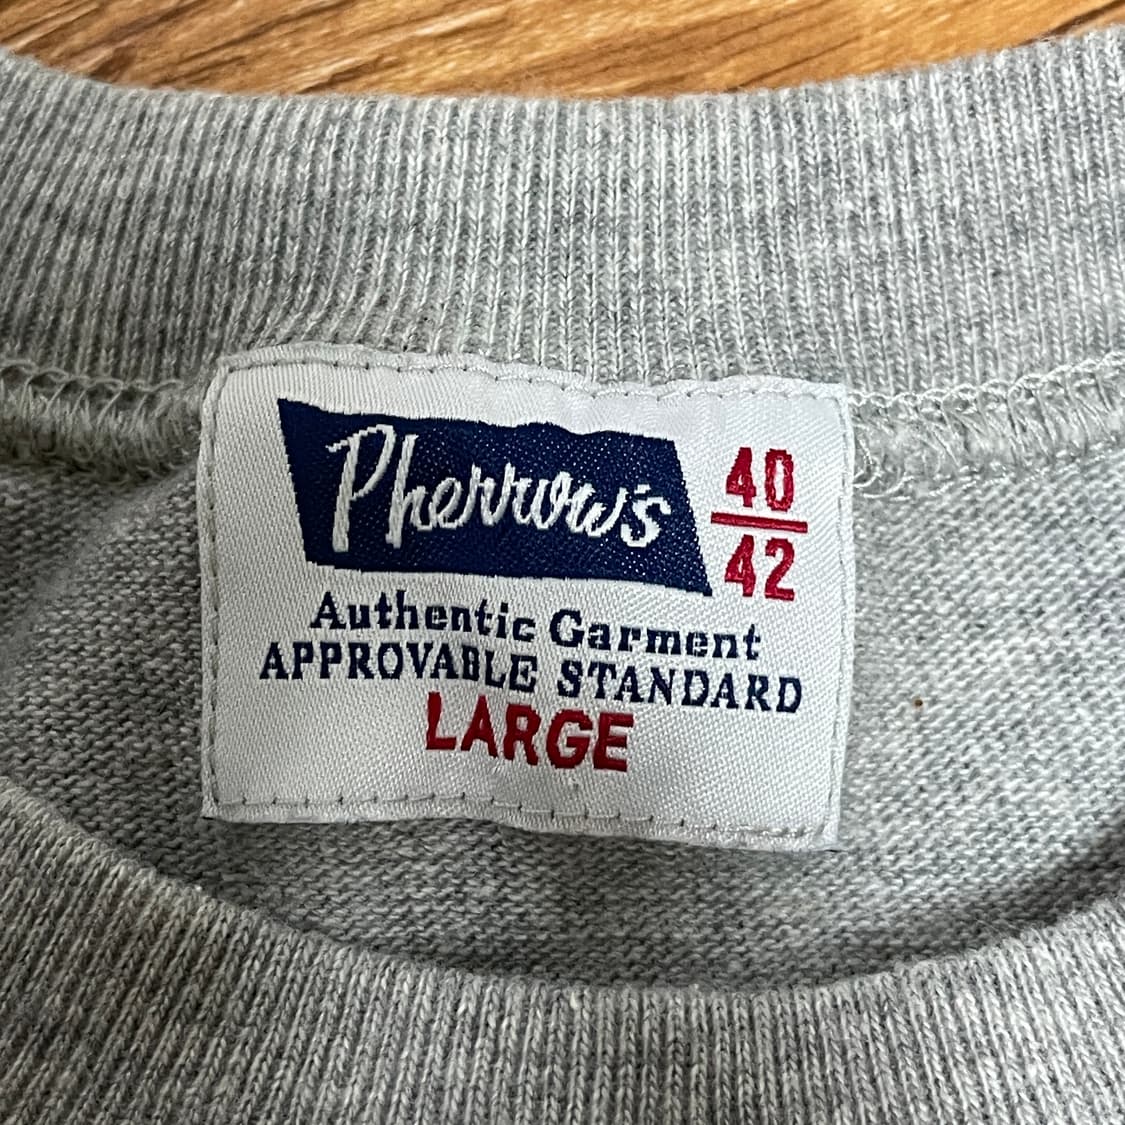 Pherrow's
40
42
Authentic Garment
APPROVABLE STANDARD
LARGE